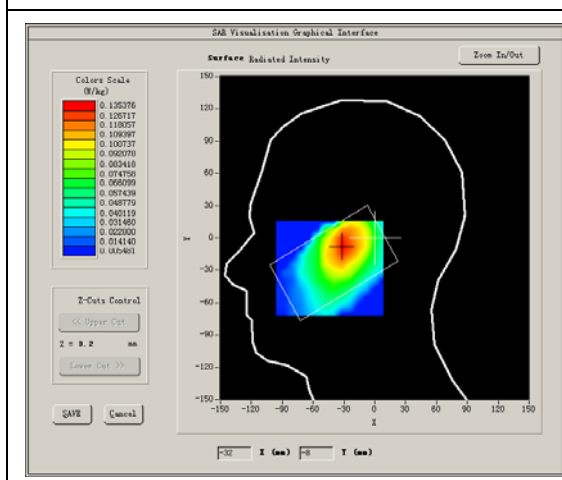 SAR Visualisation Graphical Interface
Surface Radiated Intensity
Zoom In/Out
Colors Scale
(W/kg)
0.135376
0.126717
0.118057
0.109397
0.100737
0.092078
0.083418
0.074758
0.066099
0.057439
0.048779
0.040119
0.031460
0.022800
0.014140
0.005481
Z-Cuts Control
<< Upper Cut
Z = 0.2 mm
Lower Cut >>
SAVE
Cancel
150
120
90
60
30
0
-30
-60
-90
-120
-150
Y
-150 -120 -90 -60 -30 0 30 60 90 120 150
X
-32 X (mm) -8 Y (mm)